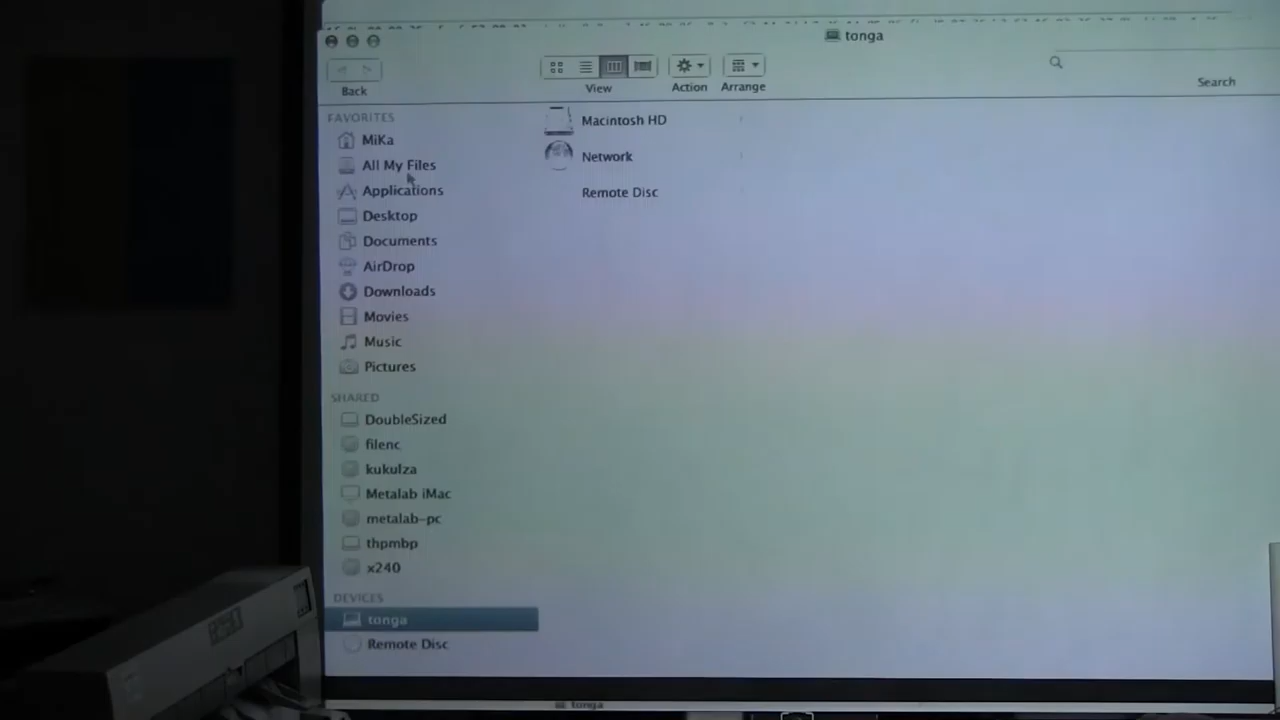 tonga
Back
View
Action
Arrange
Search
FAVORITES
MiKa
All My Files
Applications
Desktop
Documents
AirDrop
Downloads
Movies
Music
Pictures
SHARED
DoubleSized
filenc
kukulza
Metalab iMac
metalab-pc
thpmbp
x240
DEVICES
tonga
Remote Disc
Macintosh HD
Network
Remote Disc
tonga